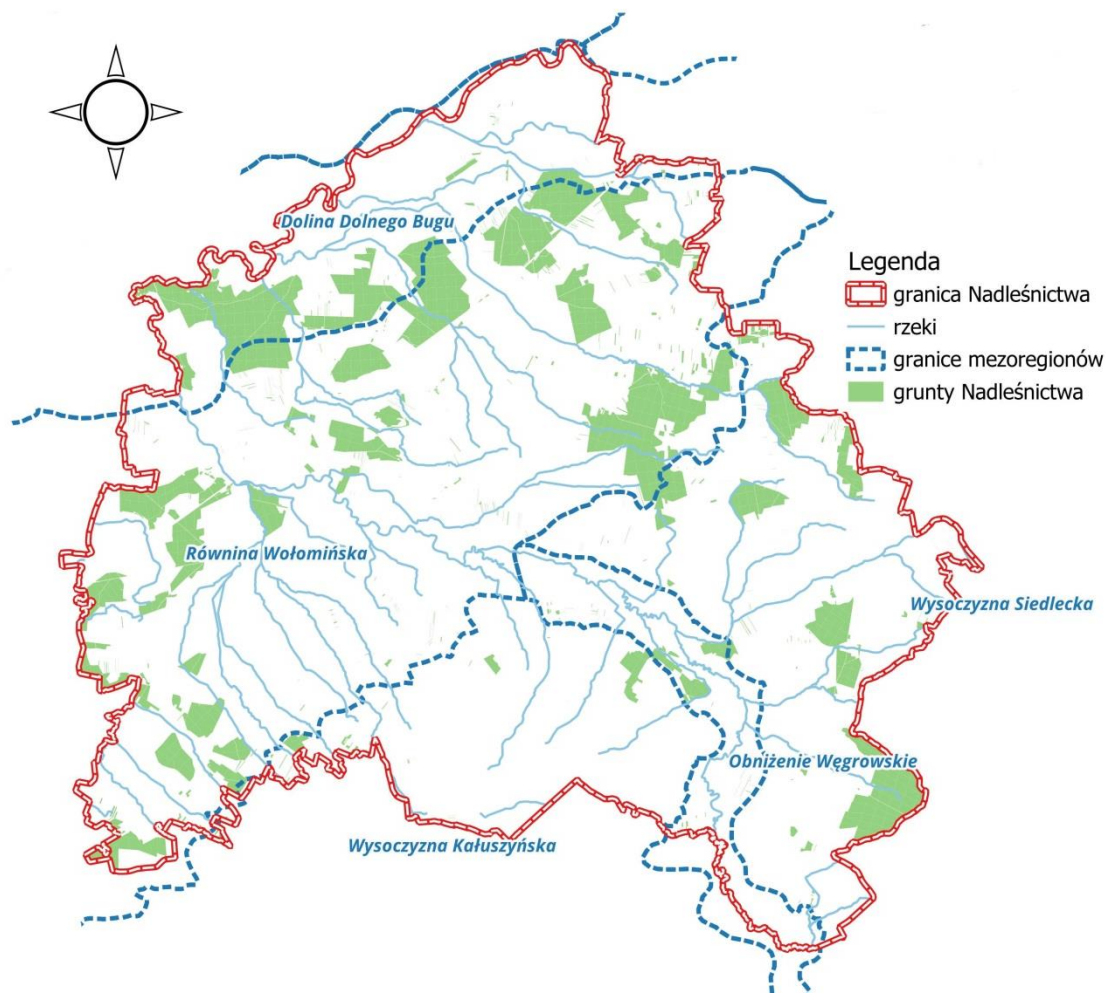 Dolina Dolnego Bugu
Legenda
granica Nadleśnictwa
rzeki
granice mezoregionów
grunty Nadleśnictwa
Równina Wołomińska
Wysoczyzna Siedlecka
Obniżenie Węgrowskie
Wysoczyzna Kałuszyńska